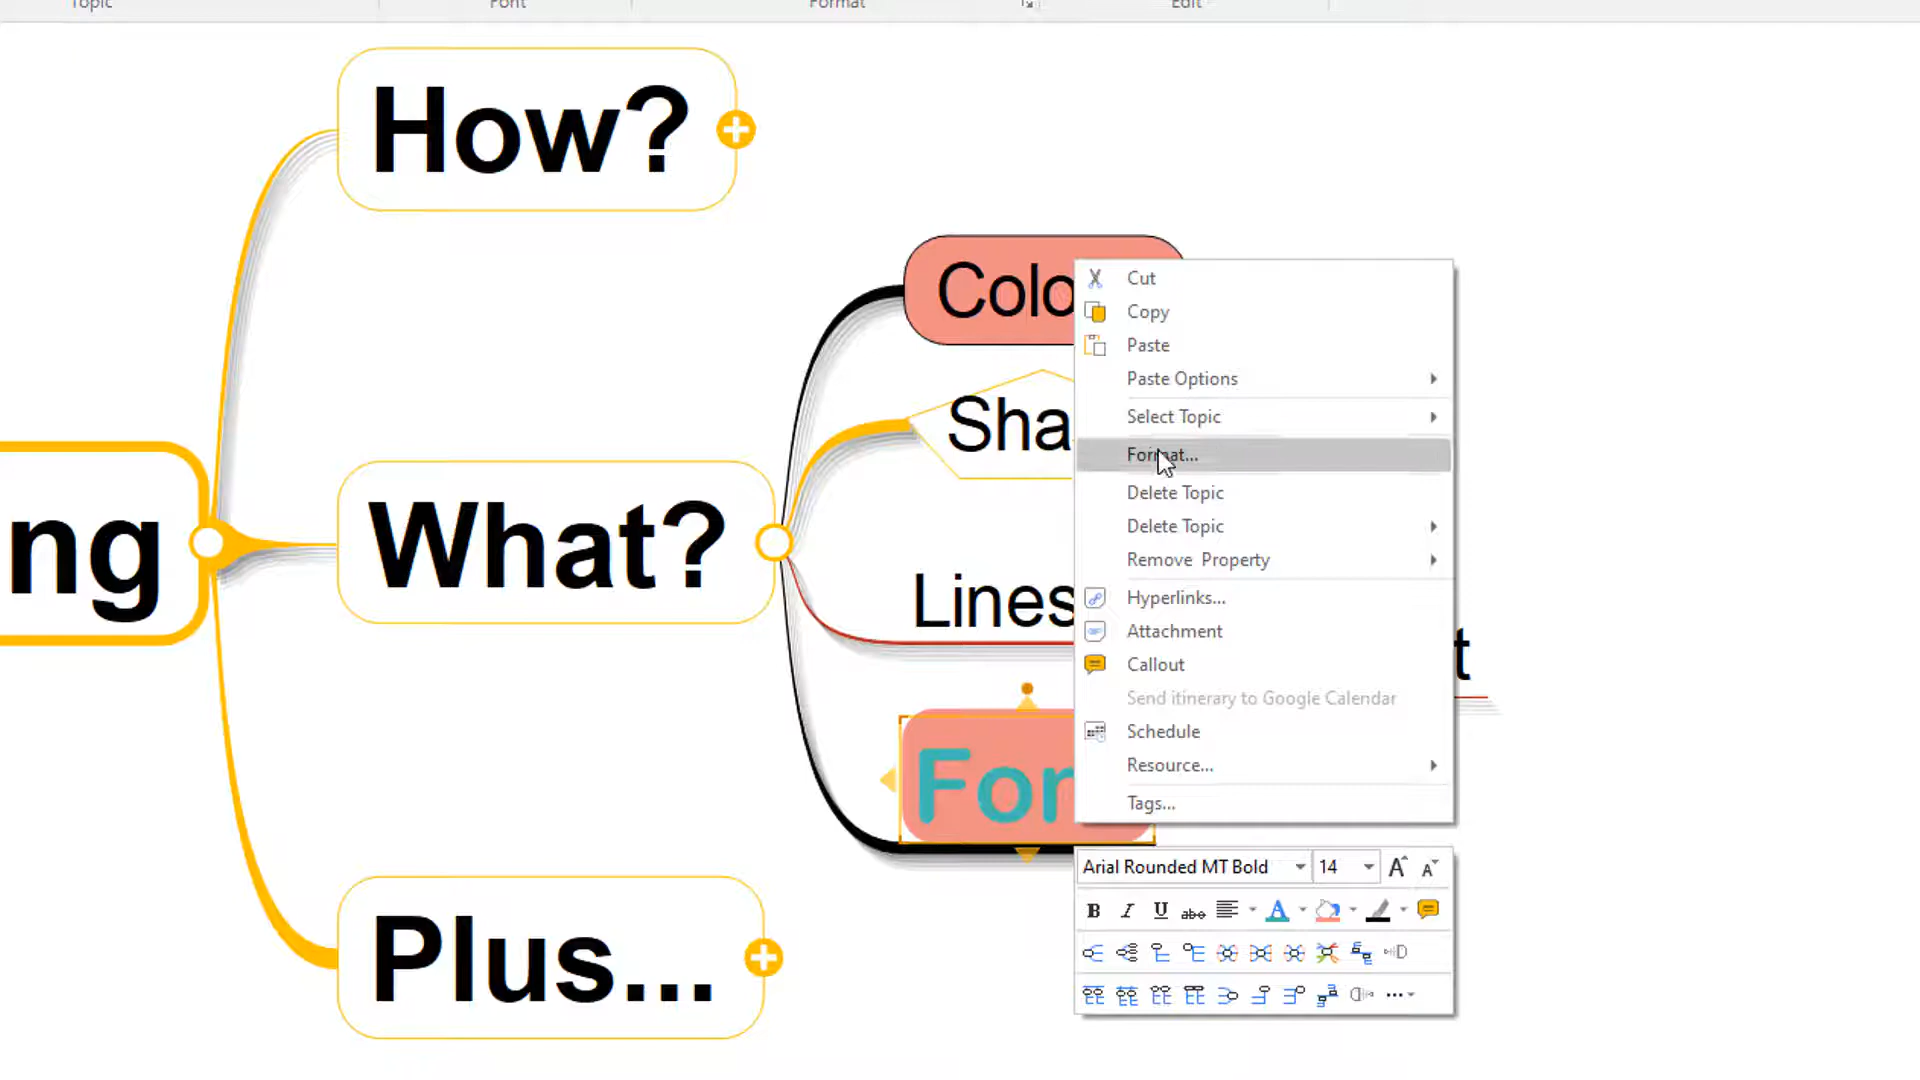 Topic
Font
Format
Edit
How?
Colo
Sha
ng
What?
Lines
t
For
Plus...
Cut
Copy
Paste
Paste Options
Select Topic
Format...
Delete Topic
Delete Topic
Remove Property
Hyperlinks...
Attachment
Callout
Send itinerary to Google Calendar
Schedule
Resource...
Tags...
Arial Rounded MT Bold 14 A A
B I U abc A